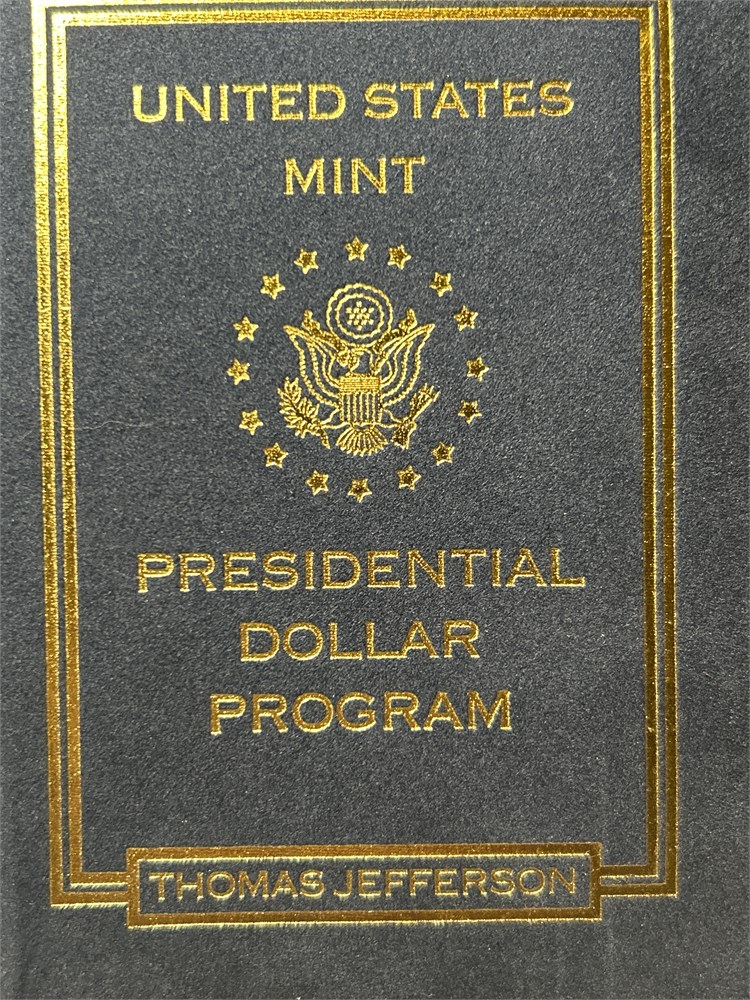 UNITED STATES
MINT
PRESIDENTIAL
DOLLAR
PROGRAM
THOMAS JEFFERSON